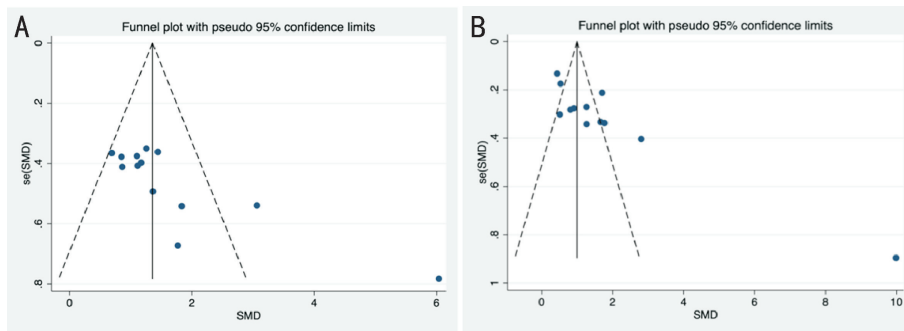 A
Funnel plot with pseudo 95% confidence limits
0
.2
.4
.6
.8
se(SMD)
0
2
4
6
SMD
B
Funnel plot with pseudo 95% confidence limits
0
.2
.4
.6
.8
1
se(SMD)
0
2
4
6
8
10
SMD